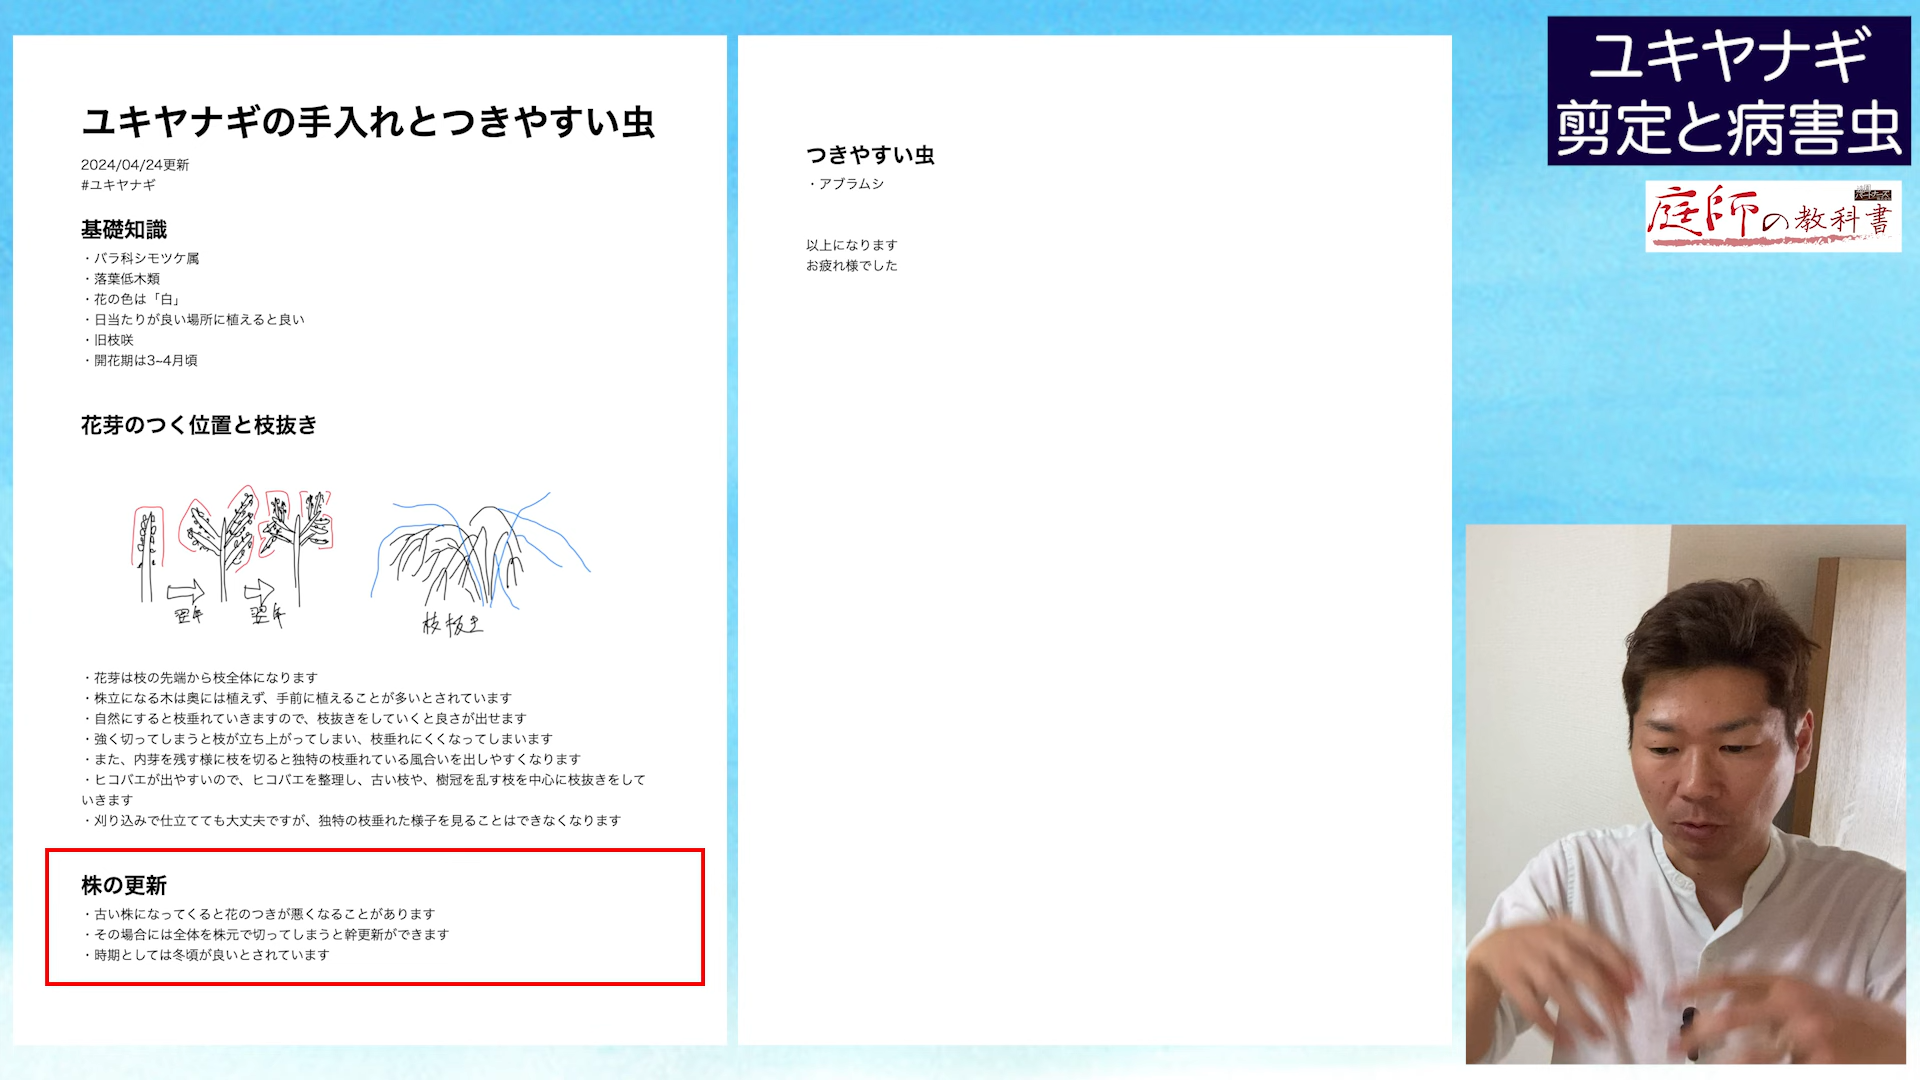 ユキヤナギの手入れとつきやすい虫
2024/04/24更新
#ユキヤナギ
基礎知識
・バラ科シモツケ属
・落葉低木類
・花の色は「白」
・日当たりが良い場所に植えると良い
・旧枝咲
・開花期は3~4月頃
花芽のつく位置と枝抜き
翌年
翌年
枝抜き
・花芽は枝の先端から枝全体になります
・株立になる木は奥には植えず、手前に植えることが多いとされています
・自然にすると枝垂れていきますので、枝抜きをしていくと良さが出せます
・強く切ってしまうと枝が立ち上がってしまい、枝垂れにくくなってしまいます
・また、内芽を残す様に枝を切ると独特の枝垂れている風合いを出しやすくなります
・ヒコバエが出やすいので、ヒコバエを整理し、古い枝や、樹冠を乱す枝を中心に枝抜きをして
いきます
・刈り込みで仕立てても大丈夫ですが、独特の枝垂れた様子を見ることはできなくなります
株の更新
・古い株になってくると花のつきが悪くなることがあります
・その場合には全体を株元で切ってしまうと幹更新ができます
・時期としては冬頃が良いとされています
つきやすい虫
・アブラムシ
以上になります
お疲れ様でした
ユキヤナギ
剪定と病害虫
庭師の教科書